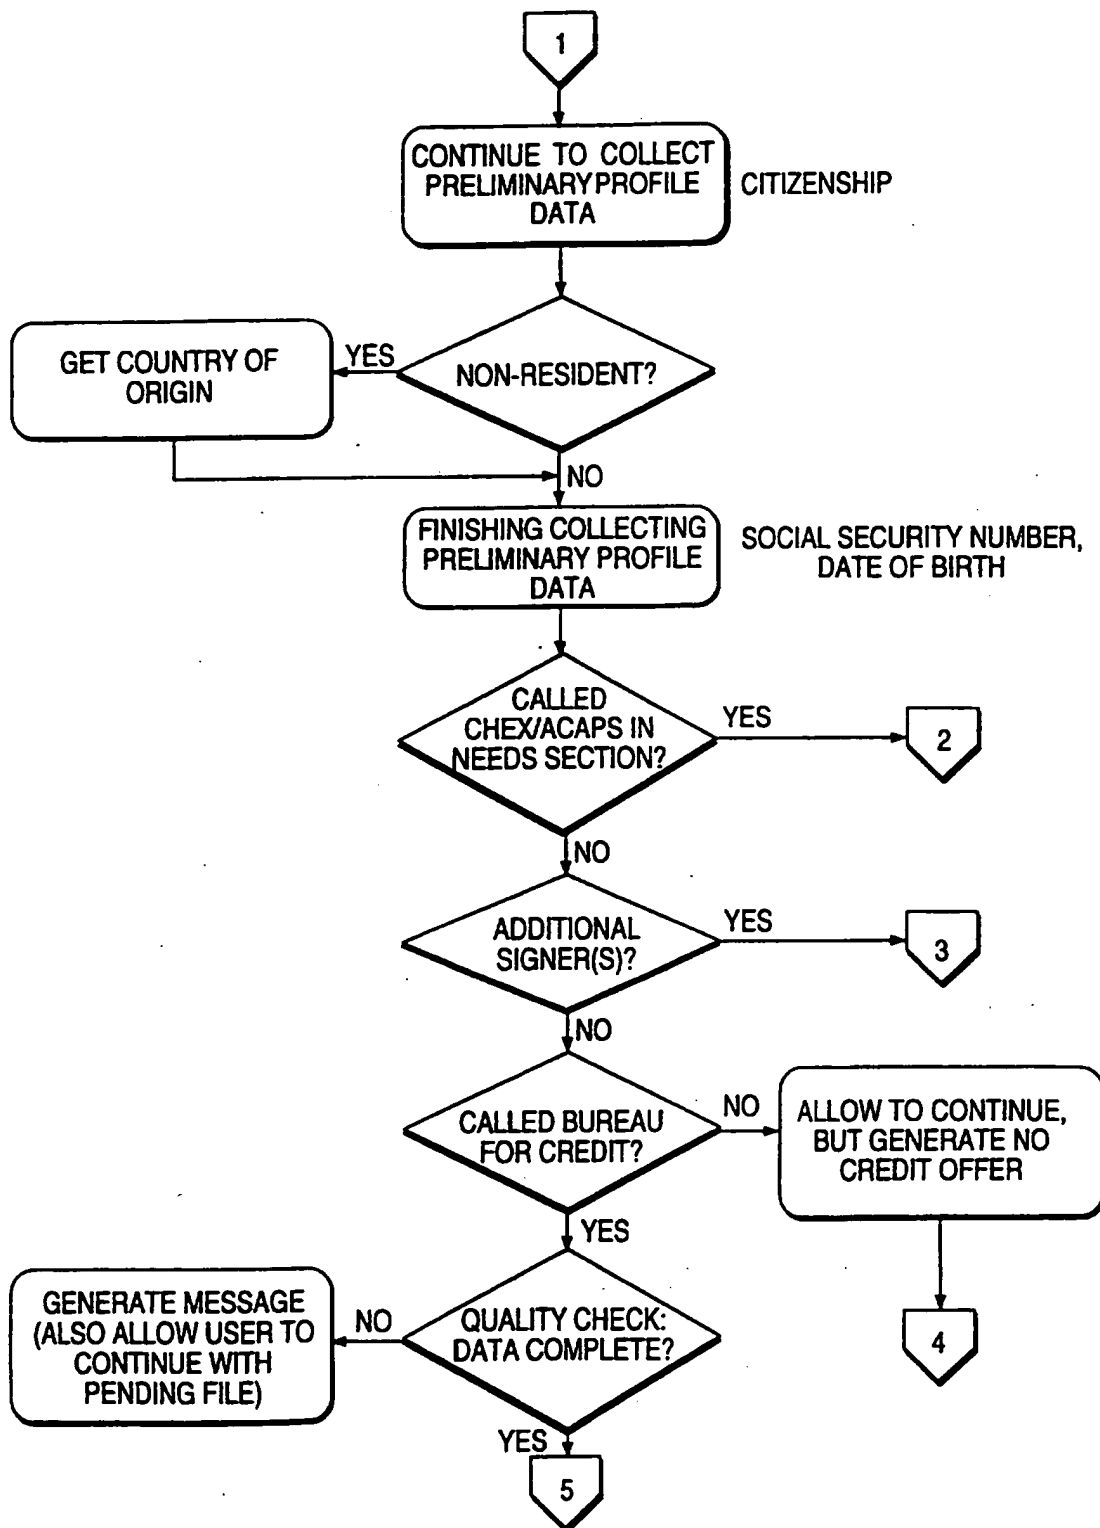 1
CONTINUE TO COLLECT
PRELIMINARY PROFILE
DATA
CITIZENSHIP
GET COUNTRY OF
ORIGIN
YES
NON-RESIDENT?
NO
FINISHING COLLECTING
PRELIMINARY PROFILE
DATA
SOCIAL SECURITY NUMBER,
DATE OF BIRTH
CALLED
CHEX/ACAPS IN
NEEDS SECTION?
YES
2
NO
ADDITIONAL
SIGNER(S)?
YES
3
NO
CALLED BUREAU
FOR CREDIT?
NO
ALLOW TO CONTINUE,
BUT GENERATE NO
CREDIT OFFER
4
YES
QUALITY CHECK:
DATA COMPLETE?
NO
GENERATE MESSAGE
(ALSO ALLOW USER TO
CONTINUE WITH
PENDING FILE)
YES
5